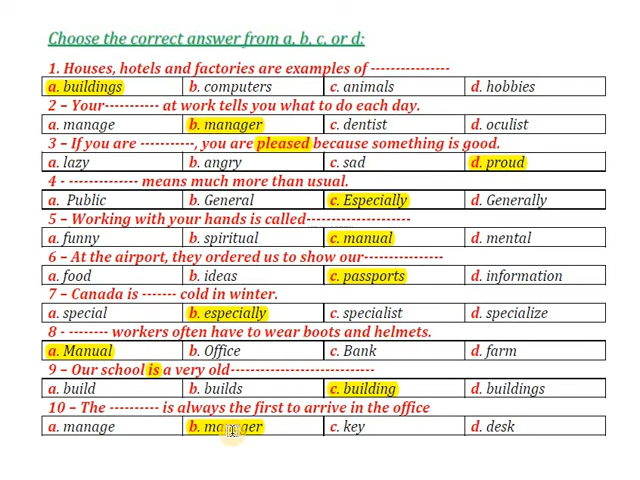 Choose the correct answer from a, b, c, or d:
1. Houses, hotels and factories are examples of ----------------
a. buildings b. computers c. animals d. hobbies
2 – Your----------- at work tells you what to do each day.
a. manage b. manager c. dentist d. oculist
3 – If you are -----------, you are pleased because something is good.
a. lazy b. angry c. sad d. proud
4 - -------------- means much more than usual.
a. Public b. General c. Especially d. Generally
5 – Working with your hands is called---------------------
a. funny b. spiritual c. manual d. mental
6 – At the airport, they ordered us to show our----------------
a. food b. ideas c. passports d. information
7 – Canada is ------- cold in winter.
a. special b. especially c. specialist d. specialize
8 - -------- workers often have to wear boots and helmets.
a. Manual b. Office c. Bank d. farm
9 – Our school is a very old-----------------------------
a. build b. builds c. building d. buildings
10 – The ---------- is always the first to arrive in the office
a. manage b. manager c. key d. desk